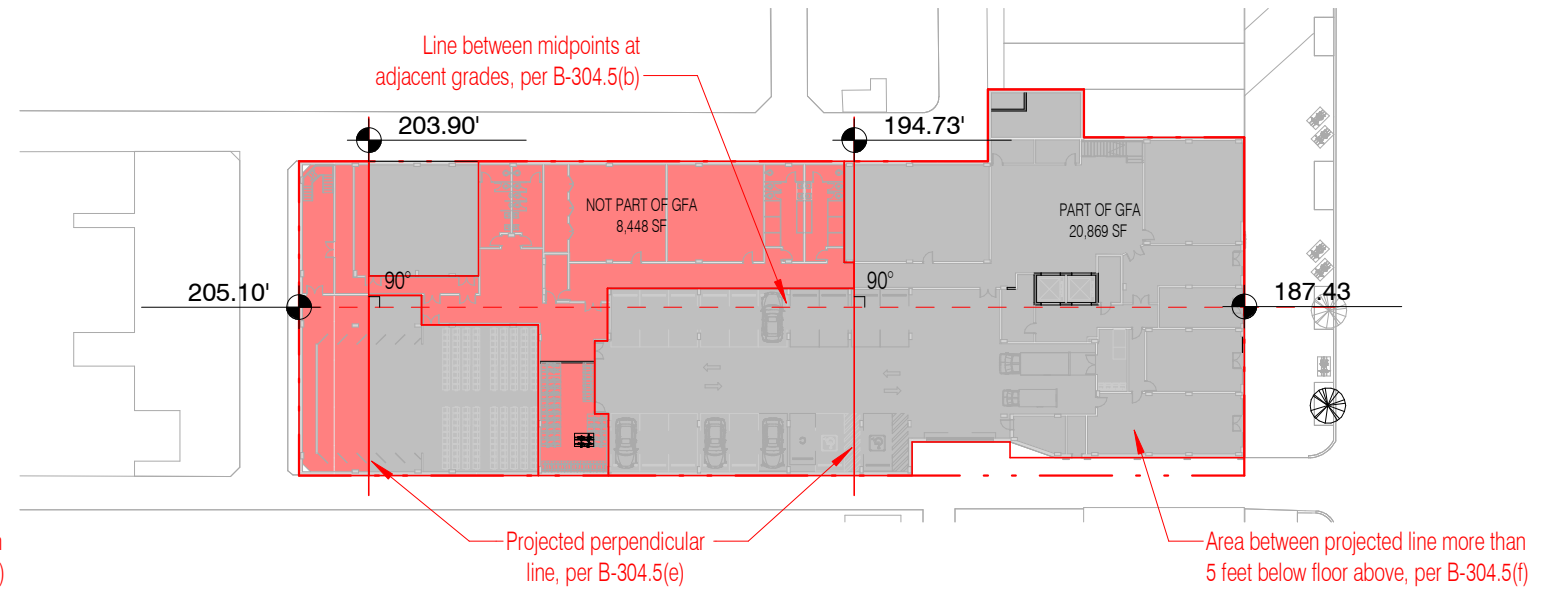 Line between midpoints at
adjacent grades, per B-304.5(b)
203.90'
194.73'
NOT PART OF GFA
8,448 SF
PART OF GFA
20,869 SF
90°
90°
205.10'
187.43
Projected perpendicular
line, per B-304.5(e)
Area between projected line more than
5 feet below floor above, per B-304.5(f)
)